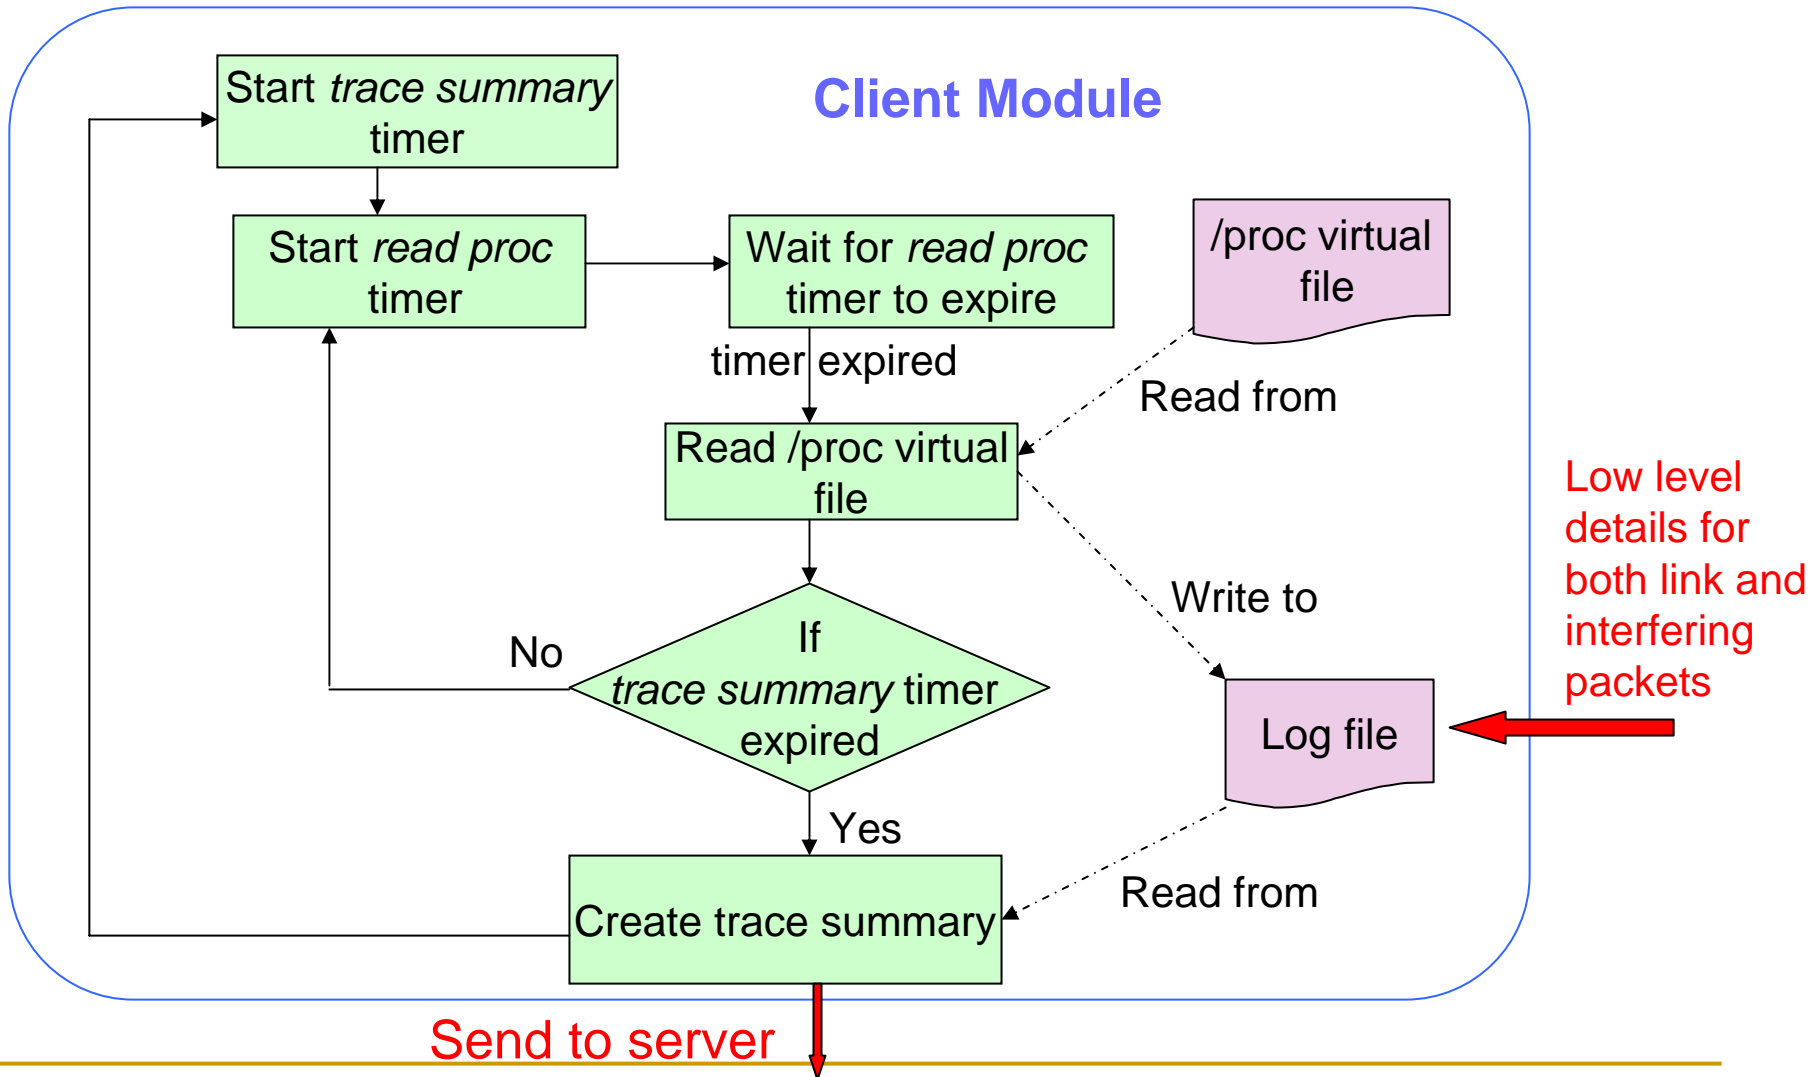 Client Module
Start trace summary
timer
Start read proc
timer
Wait for read proc
timer to expire
/proc virtual
file
timer expired
Read from
Read /proc virtual
file
Low level
details for
both link and
interfering
packets
Write to
No
If
trace summary timer
expired
Log file
Yes
Read from
Create trace summary
Send to server